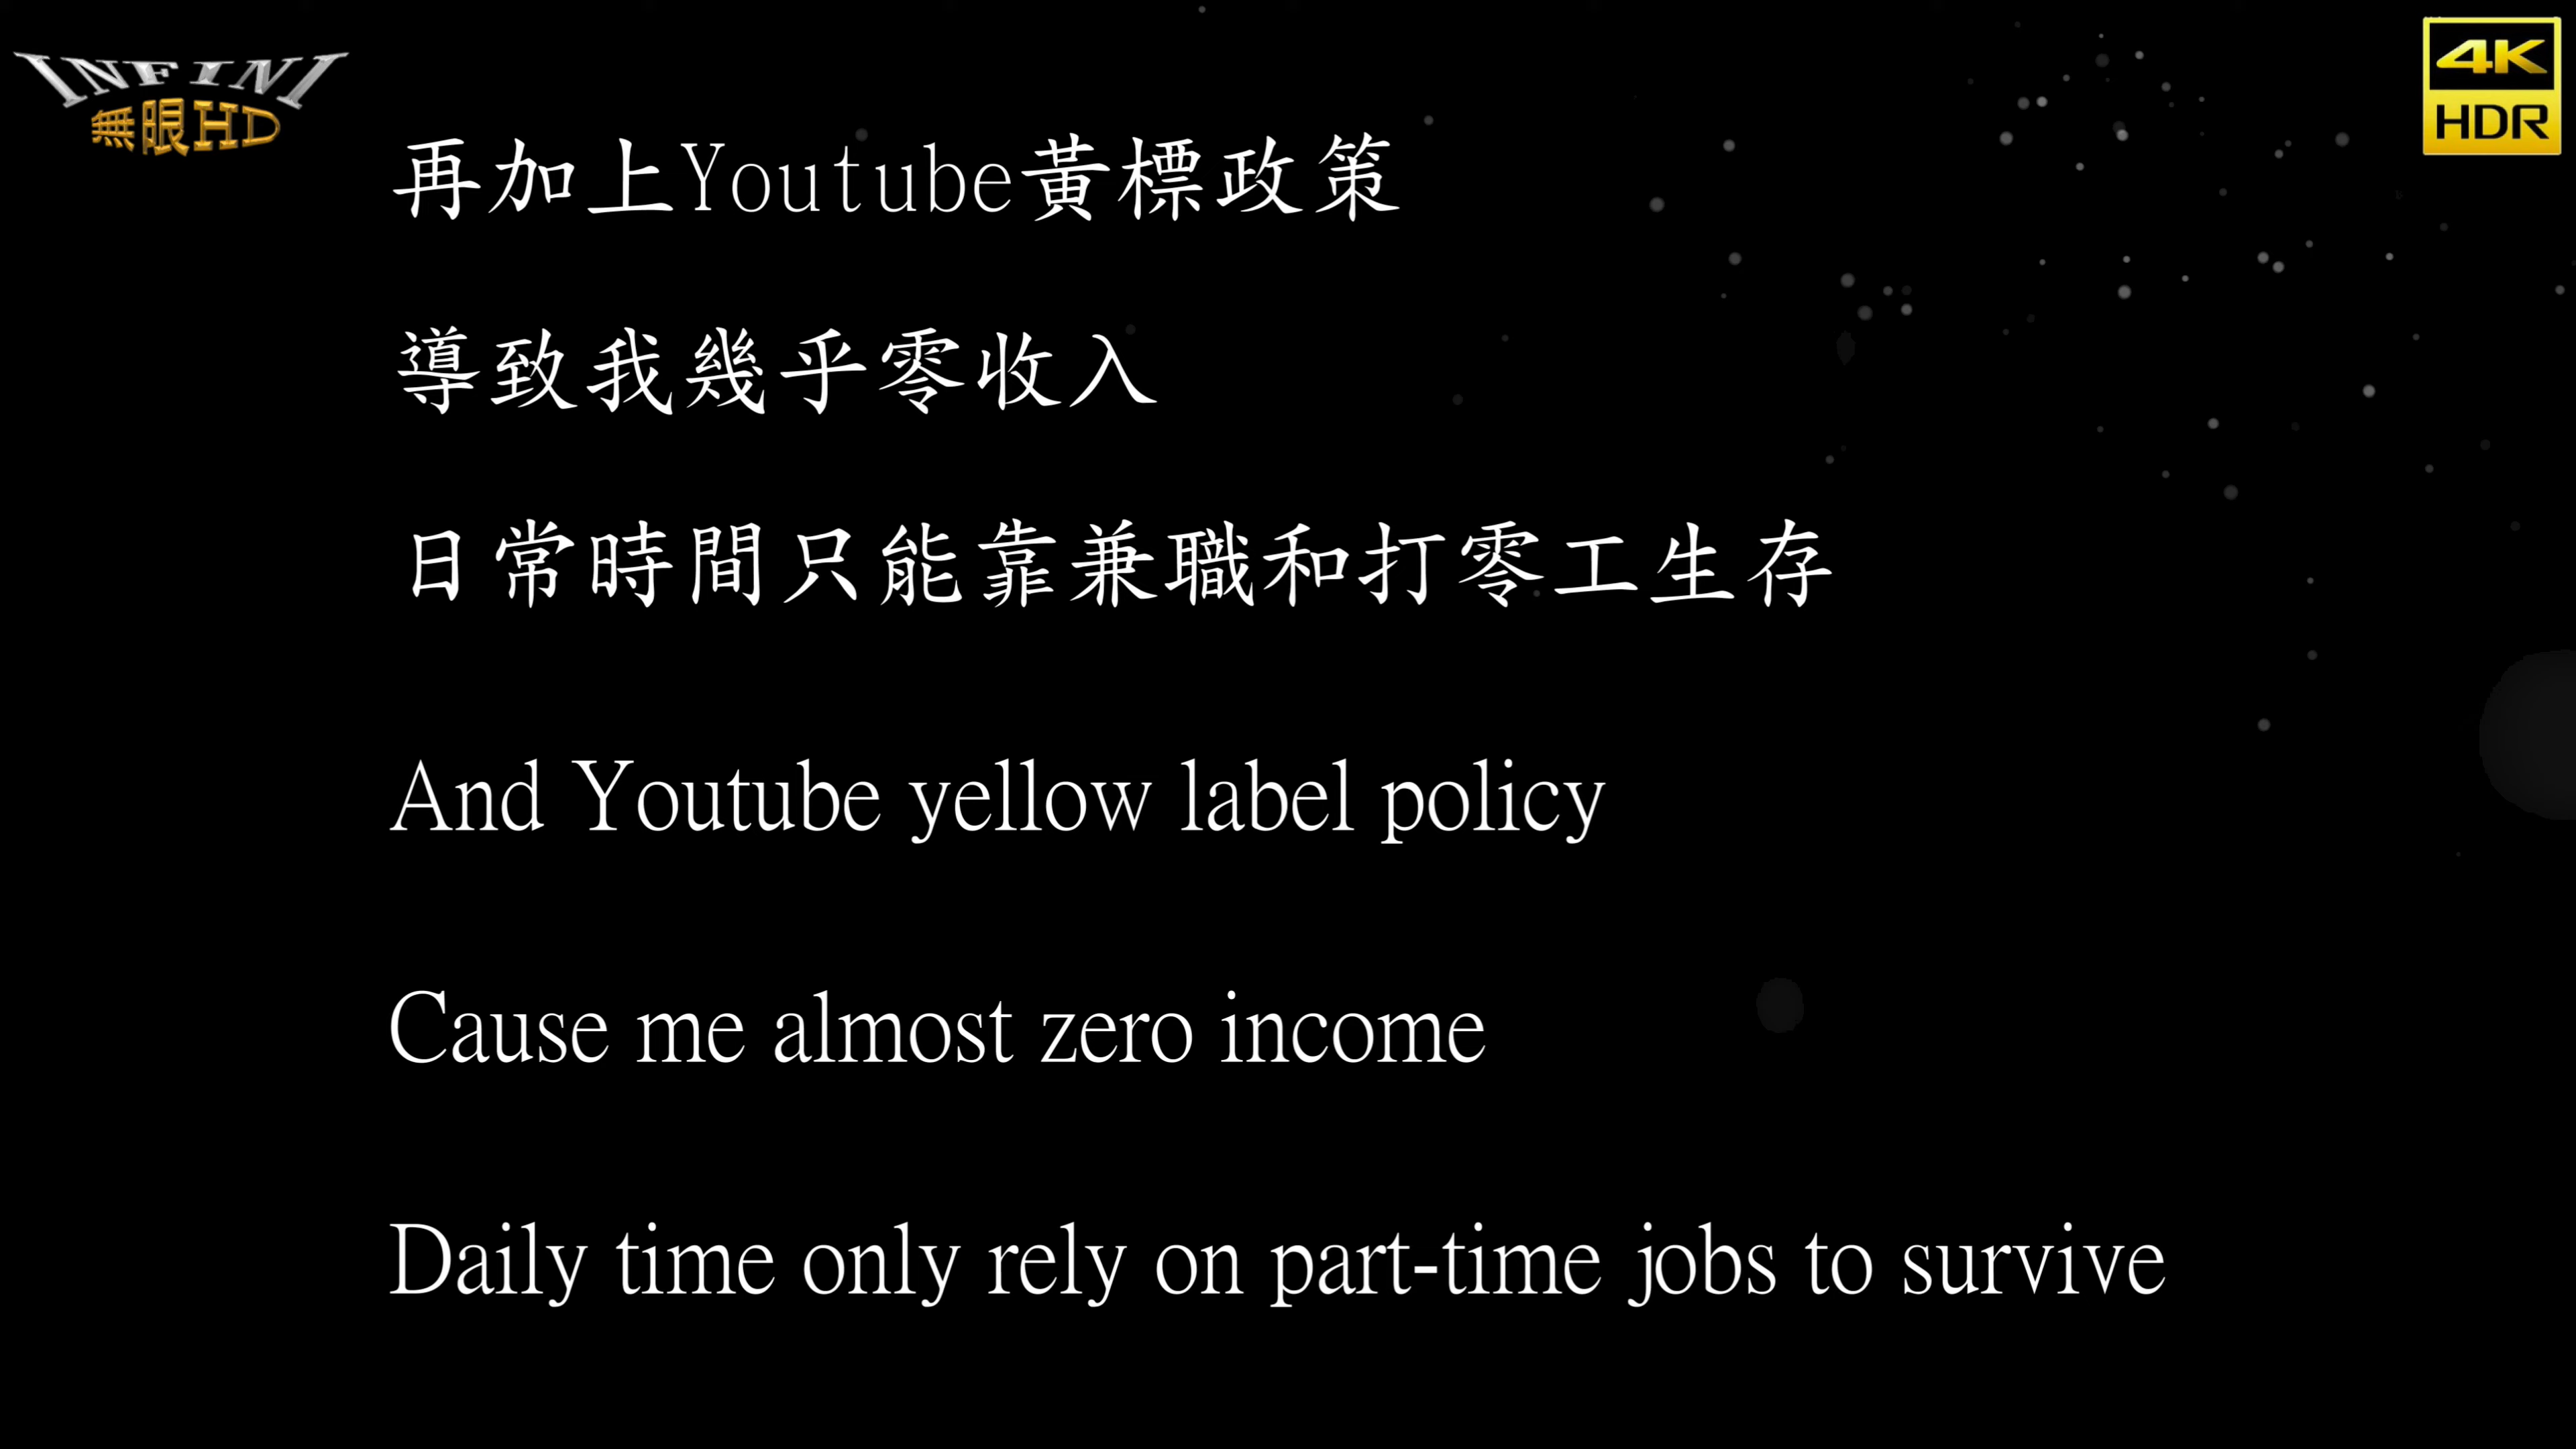 INFINI
無限HD
4K
HDR
再加上Youtube黃標政策
導致我幾乎零收入
日常時間只能靠兼職和打零工生存
And Youtube yellow label policy
Cause me almost zero income
Daily time only rely on part-time jobs to survive